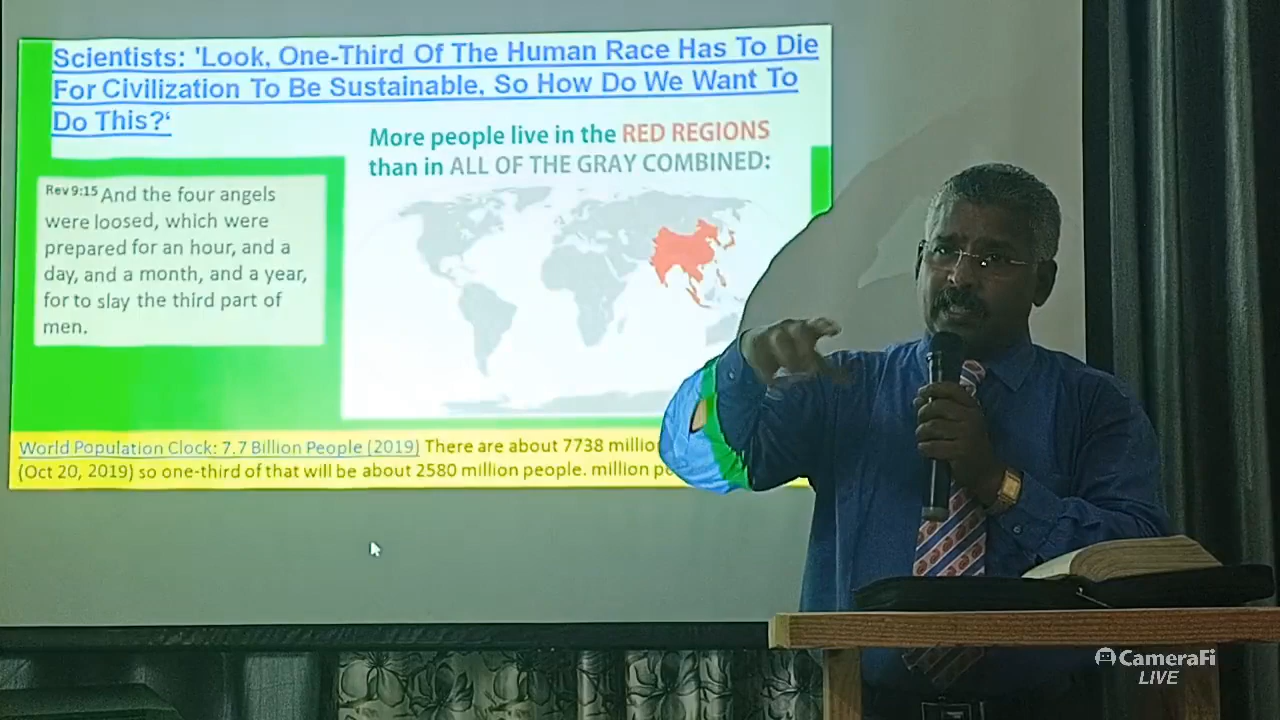 Scientists: 'Look, One-Third Of The Human Race Has To Die
For Civilization To Be Sustainable, So How Do We Want To
Do This?‘
More people live in the RED REGIONS
than in ALL OF THE GRAY COMBINED:
Rev 9:15 And the four angels
were loosed, which were
prepared for an hour, and a
day, and a month, and a year,
for to slay the third part of
men.
World Population Clock: 7.7 Billion People (2019) There are about 7738 millio
(Oct 20, 2019) so one-third of that will be about 2580 million people. million
CameraFi
LIVE